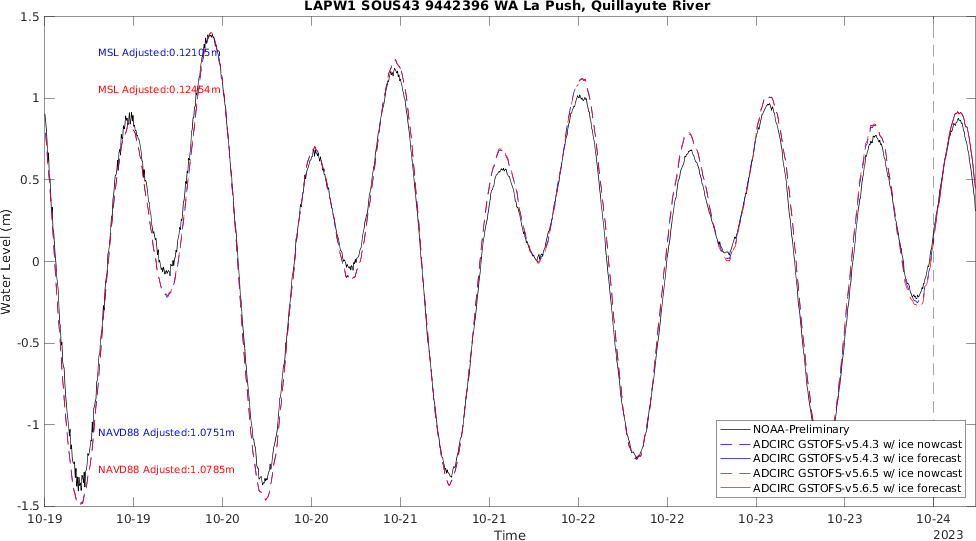 LAPW1 SOUS43 9442396 WA La Push, Quillayute River
1.5
1
0.5
0
-0.5
-1
-1.5
Water Level (m)
MSL Adjusted:0.12105m
MSL Adjusted:0.12454m
NAVD88 Adjusted:1.0751m
NAVD88 Adjusted:1.0785m
NOAA-Preliminary
ADCIRC GSTOFS-v5.4.3 w/ ice nowcast
ADCIRC GSTOFS-v5.4.3 w/ ice forecast
ADCIRC GSTOFS-v5.6.5 w/ ice nowcast
ADCIRC GSTOFS-v5.6.5 w/ ice forecast
10-19 10-19 10-20 10-20 10-21 10-21 10-22 10-22 10-23 10-23 10-24
Time
2023